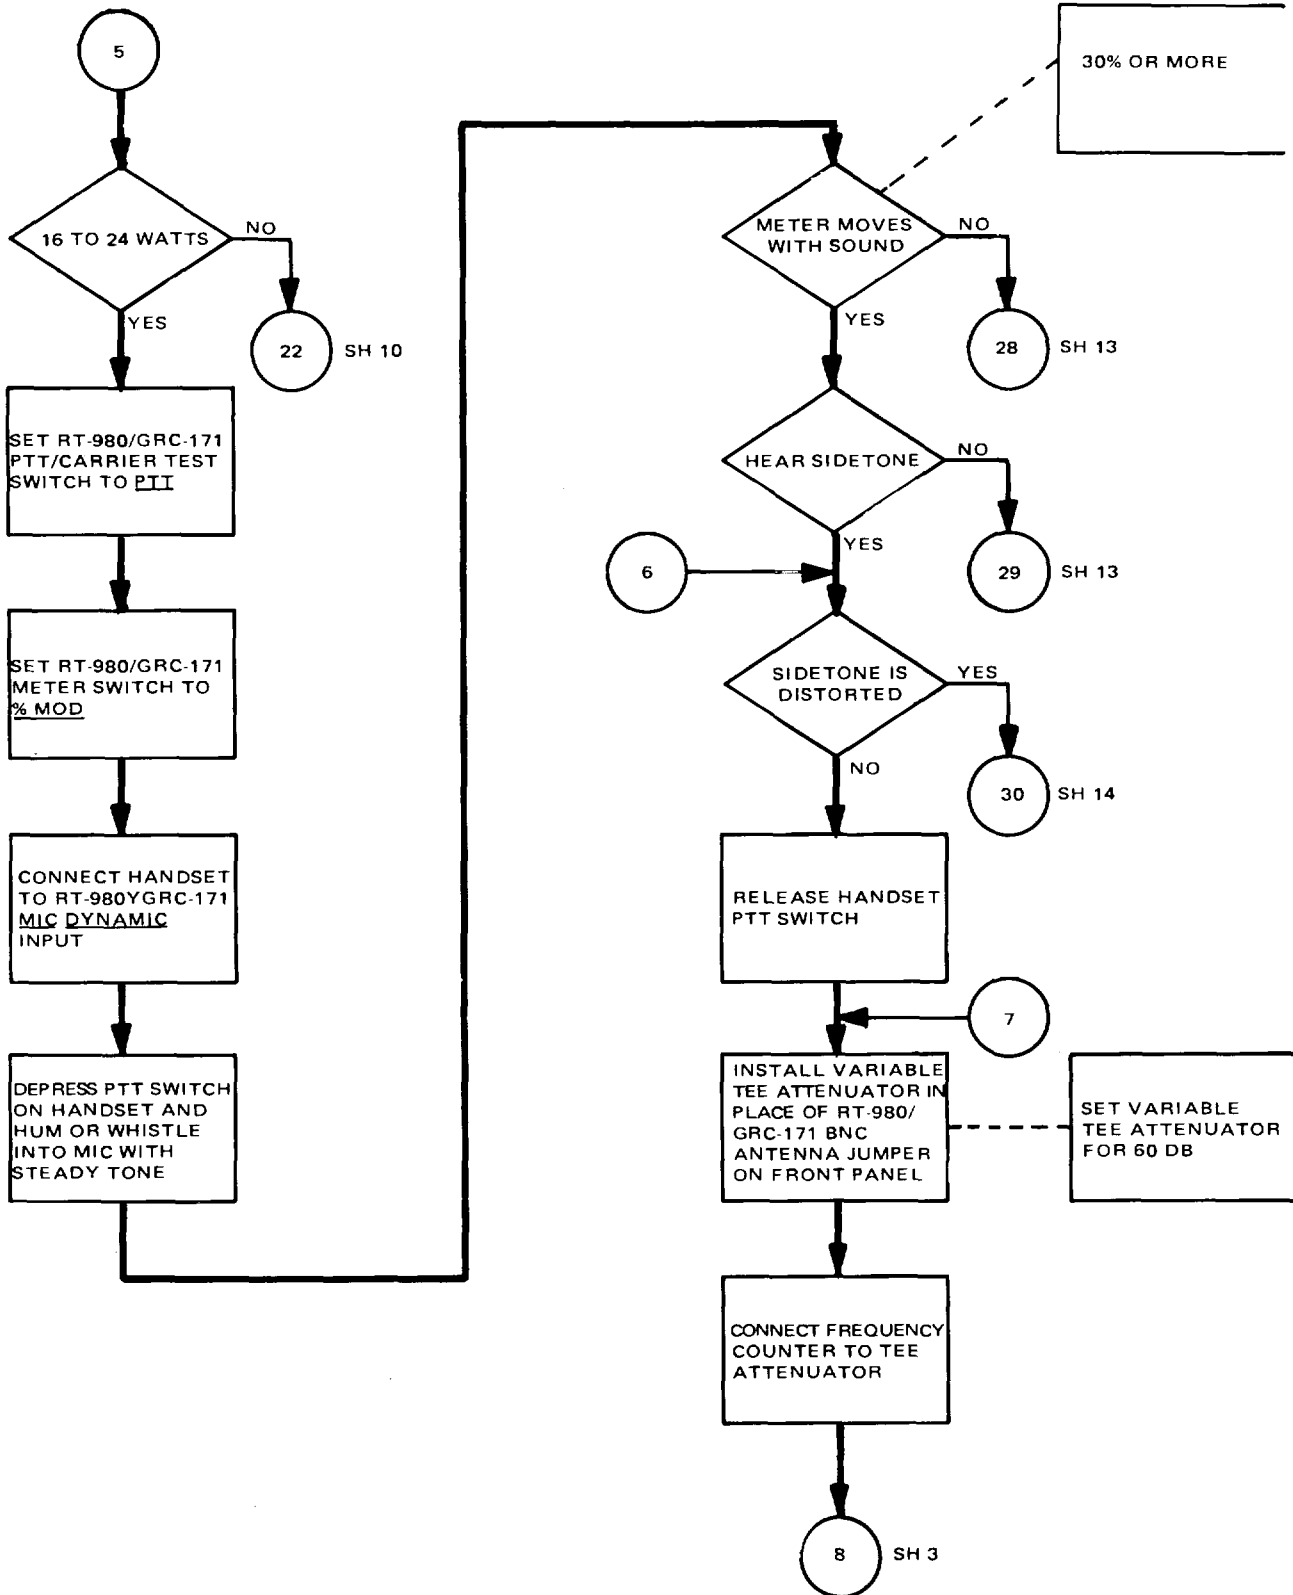 5
16 TO 24 WATTS
NO
22
SH 10
YES
SET RT-980/GRC-171
PTT/CARRIER TEST
SWITCH TO PTT
SET RT-980/GRC-171
METER SWITCH TO
% MOD
CONNECT HANDSET
TO RT-980YGRC-171
MIC DYNAMIC
INPUT
DEPRESS PTT SWITCH
ON HANDSET AND
HUM OR WHISTLE
INTO MIC WITH
STEADY TONE
30% OR MORE
METER MOVES
WITH SOUND
NO
28
SH 13
YES
HEAR SIDETONE
NO
29
SH 13
YES
6
SIDETONE IS
DISTORTED
YES
30
SH 14
NO
RELEASE HANDSET
PTT SWITCH
7
INSTALL VARIABLE
TEE ATTENUATOR IN
PLACE OF RT-980/
GRC-171 BNC
ANTENNA JUMPER
ON FRONT PANEL
SET VARIABLE
TEE ATTENUATOR
FOR 60 DB
CONNECT FREQUENCY
COUNTER TO TEE
ATTENUATOR
8
SH 3